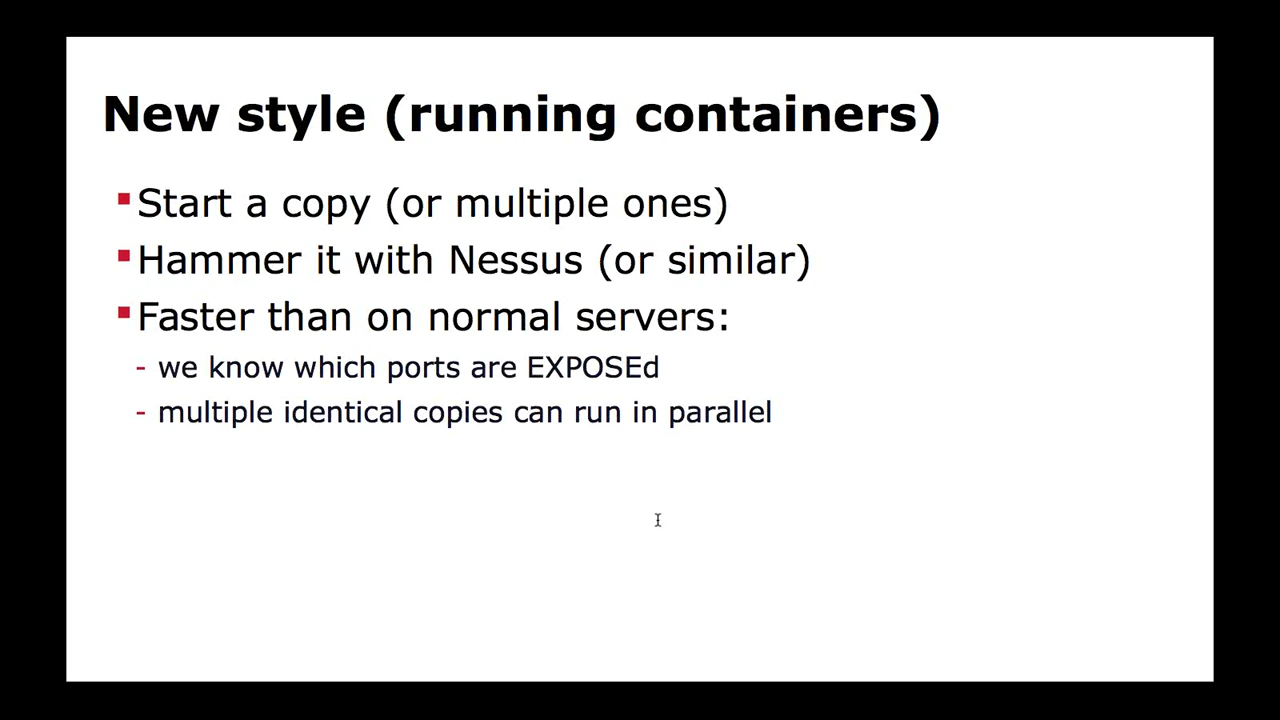 New style (running containers)
Start a copy (or multiple ones)
Hammer it with Nessus (or similar)
Faster than on normal servers:
- we know which ports are EXPOSEd
- multiple identical copies can run in parallel